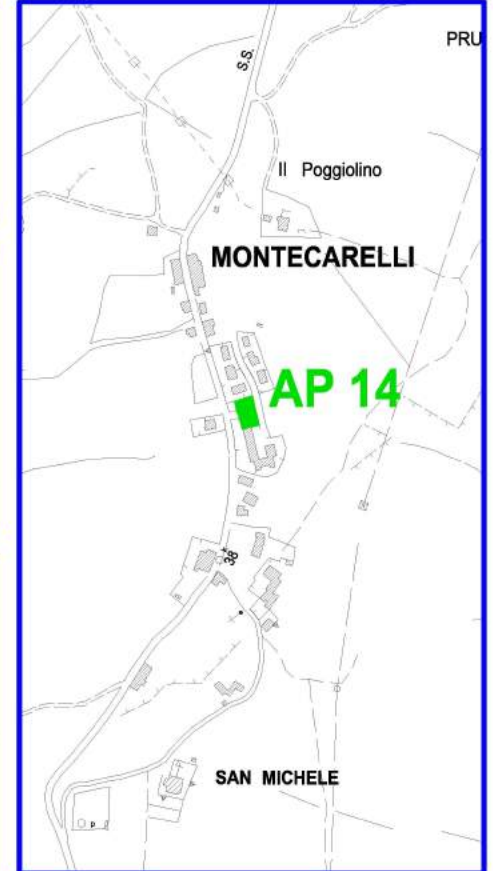 PRU
S.S.
Il Poggiolino
MONTECARELLI
AP 14
38
SAN MICHELE
P